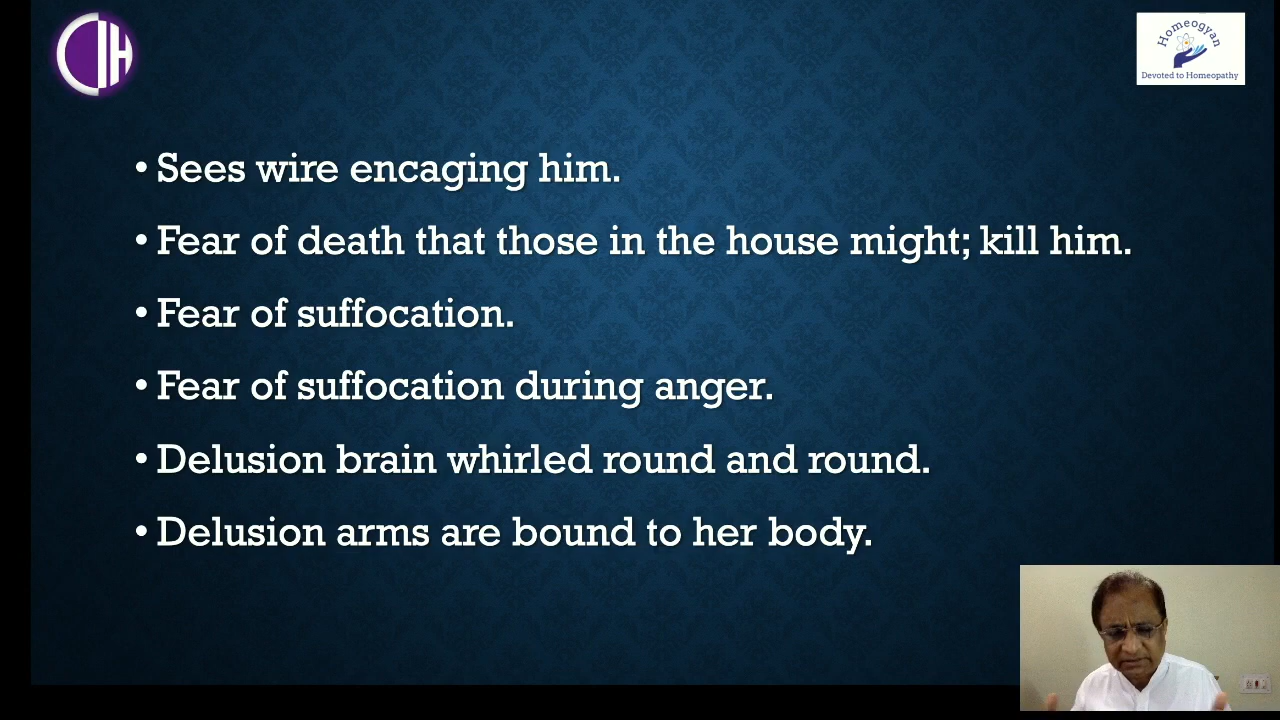 Homeogyan
Devoted to Homeopathy
• Sees wire encaging him.
• Fear of death that those in the house might; kill him.
• Fear of suffocation.
• Fear of suffocation during anger.
• Delusion brain whirled round and round.
• Delusion arms are bound to her body.